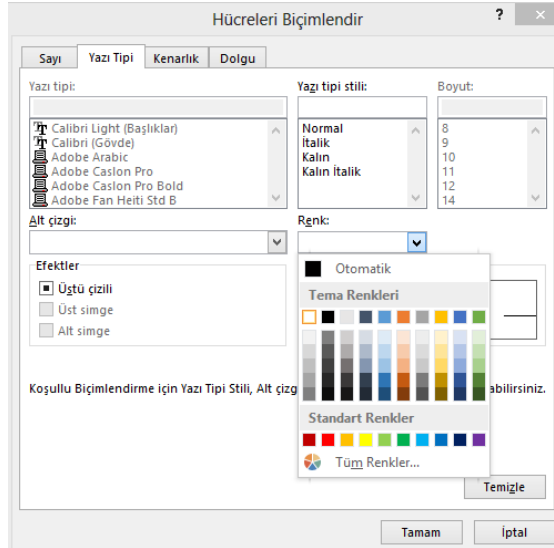 Hücreleri Biçimlendir
Sayı Yazı Tipi Kenarlık Dolgu
Yazı tipi: Yazı tipi stili: Boyut:
Calibri Light (Başlıklar) Normal 8
Calibri (Gövde) İtalik 9
Adobe Arabic Kalın 10
Adobe Caslon Pro Kalın İtalik 11
Adobe Caslon Pro Bold 12
Adobe Fan Heiti Std B 14
Alt çizgi: Renk:
Otomatik
Efektler
Üstü çizili
Üst simge
Alt simge
Tema Renkleri
Koşullu Biçimlendirme için Yazı Tipi Stili, Alt çizg abilirsiniz.
Standart Renkler
Tüm Renkler...
Temizle
Tamam İptal